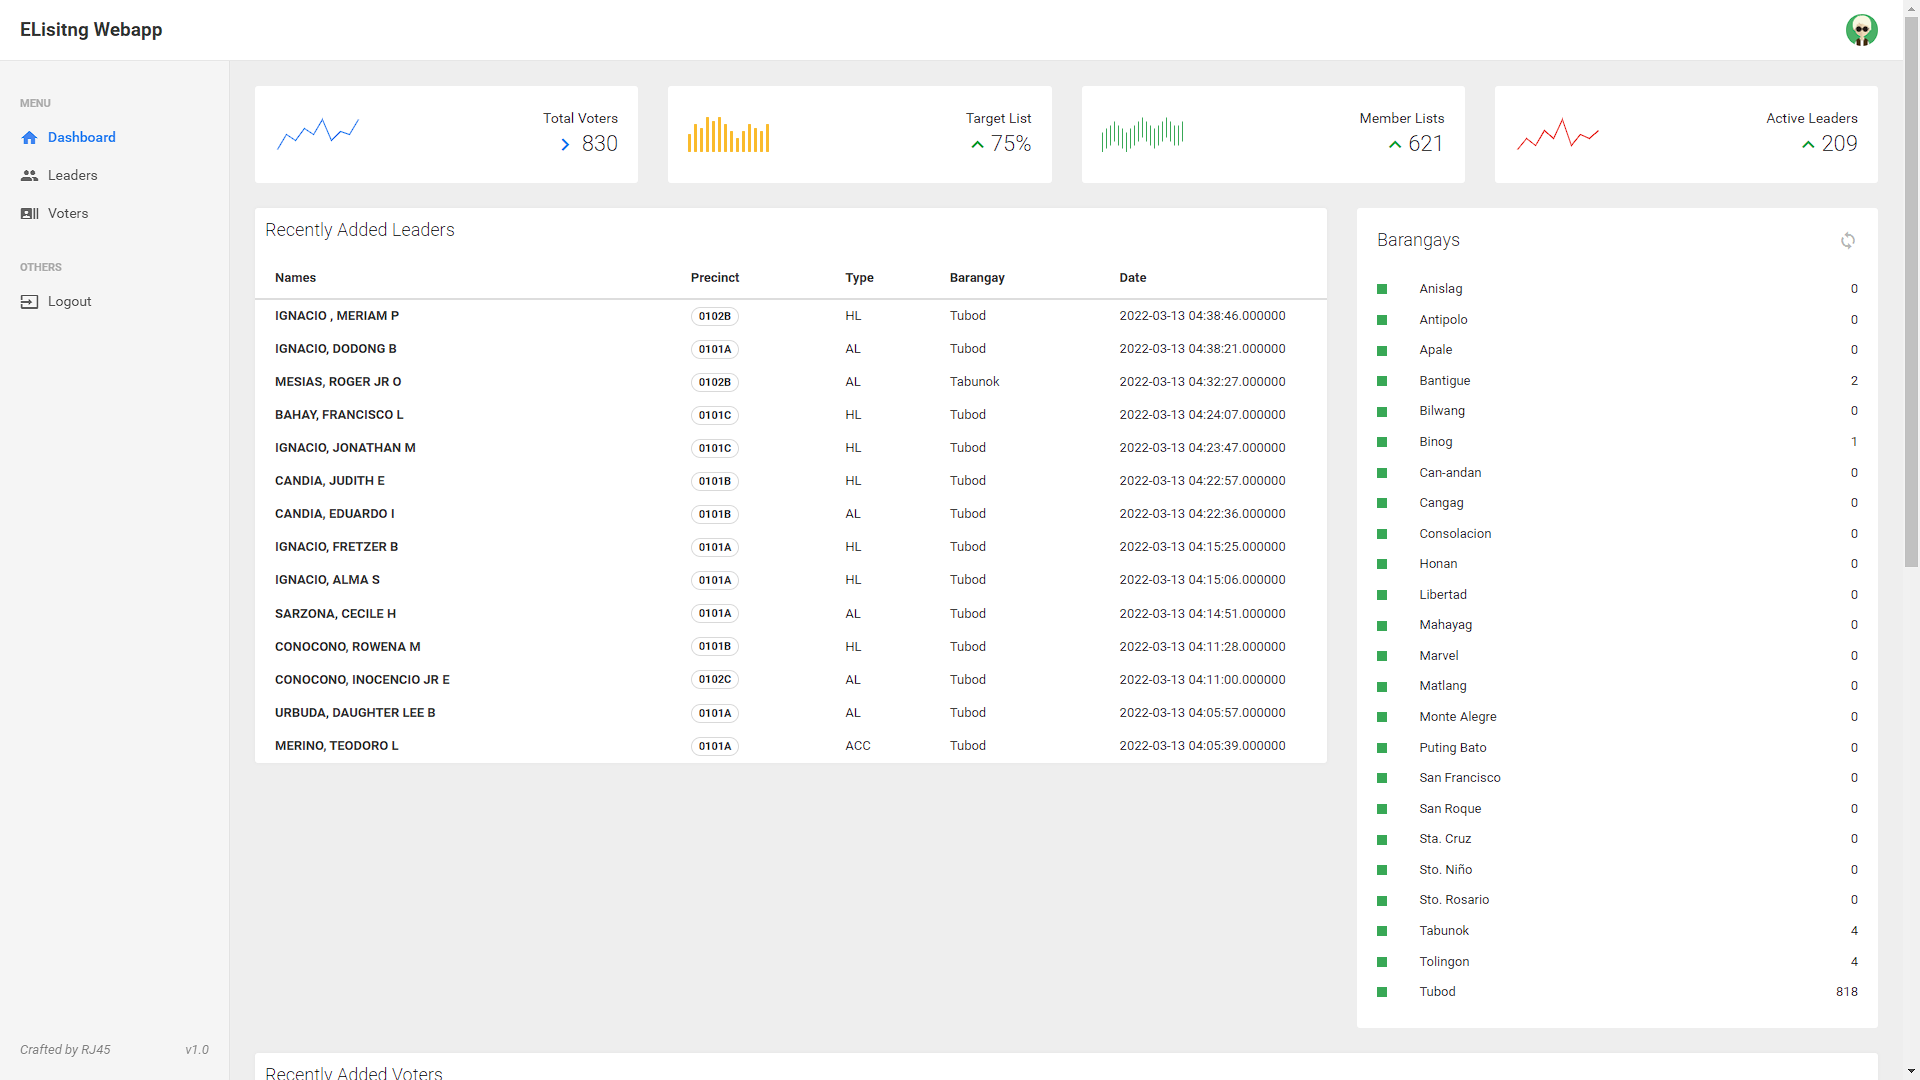 ELisitng Webapp
MENU
Dashboard
Leaders
Voters
OTHERS
Logout
Crafted by RJ45 v1.0
Total Voters
830
Target List
75%
Member Lists
621
Active Leaders
209
Recently Added Leaders
Names Precinct Type Barangay Date
IGNACIO , MERIAM P 0102B HL Tubod 2022-03-13 04:38:46.000000
IGNACIO, DODONG B 0101A AL Tubod 2022-03-13 04:38:21.000000
MESIAS, ROGER JR O 0102B AL Tabunok 2022-03-13 04:32:27.000000
BAHAY, FRANCISCO L 0101C HL Tubod 2022-03-13 04:24:07.000000
IGNACIO, JONATHAN M 0101C HL Tubod 2022-03-13 04:23:47.000000
CANDIA, JUDITH E 0101B HL Tubod 2022-03-13 04:22:57.000000
CANDIA, EDUARDO I 0101B AL Tubod 2022-03-13 04:22:36.000000
IGNACIO, FRETZER B 0101A HL Tubod 2022-03-13 04:15:25.000000
IGNACIO, ALMA S 0101A HL Tubod 2022-03-13 04:15:06.000000
SARZONA, CECILE H 0101A AL Tubod 2022-03-13 04:14:51.000000
CONOCONO, ROWENA M 0101B HL Tubod 2022-03-13 04:11:28.000000
CONOCONO, INOCENCIO JR E 0102C AL Tubod 2022-03-13 04:11:00.000000
URBUDA, DAUGHTER LEE B 0101A AL Tubod 2022-03-13 04:05:57.000000
MERINO, TEODORO L 0101A ACC Tubod 2022-03-13 04:05:39.000000
Barangays
Anislag 0
Antipolo 0
Apale 0
Bantigue 2
Bilwang 0
Binog 1
Can-andan 0
Cangag 0
Consolacion 0
Honan 0
Libertad 0
Mahayag 0
Marvel 0
Matlang 0
Monte Alegre 0
Puting Bato 0
San Francisco 0
San Roque 0
Sta. Cruz 0
Sto. Niño 0
Sto. Rosario 0
Tabunok 4
Tolingon 4
Tubod 818
Recently Added Voters